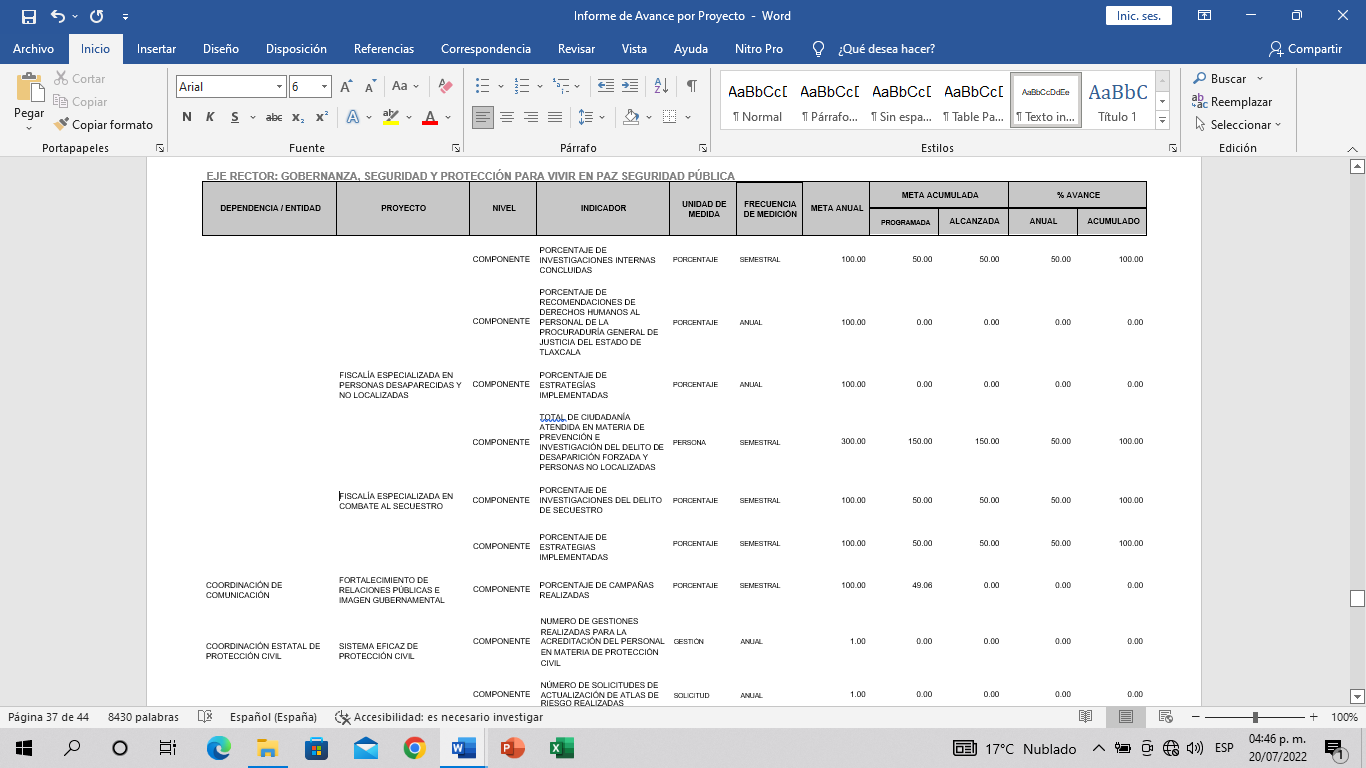 Informe de Avance por Proyecto - Word
Inic. ses.
Archivo Inicio Insertar Diseño Disposición Referencias Correspondencia Revisar Vista Ayuda Nitro Pro ¿Qué desea hacer? Compartir
Pegar
Cortar
Copiar
Copiar formato
Portapapeles
Arial 6
Aa
N K S abc x₂ x²
A A
Fuente
Párrafo
AaBbCcD AaBbCcD AaBbCcD AaBbCcD AaBbCcDdEe AaBbC
¶ Normal ¶ Párrafo... ¶ Sin espa... ¶ Table Pa... ¶ Texto in... Título 1
Estilos
Buscar
Reemplazar
Seleccionar
Edición
EJE RECTOR: GOBERNANZA, SEGURIDAD Y PROTECCIÓN PARA VIVIR EN PAZ SEGURIDAD PÚBLICA
DEPENDENCIA / ENTIDAD
PROYECTO
NIVEL
INDICADOR
UNIDAD DE
MEDIDA
FRECUENCIA
DE MEDICIÓN
META ANUAL
META ACUMULADA
PROGRAMADA ALCANZADA
% AVANCE
ANUAL ACUMULADO
COMPONENTE
PORCENTAJE DE
INVESTIGACIONES INTERNAS
CONCLUIDAS
PORCENTAJE SEMESTRAL 100.00 50.00 50.00 50.00 100.00
COMPONENTE
PORCENTAJE DE
RECOMENDACIONES DE
DERECHOS HUMANOS AL
PERSONAL DE LA
PROCURADURÍA GENERAL DE
JUSTICIA DEL ESTADO DE
TLAXCALA
PORCENTAJE ANUAL 100.00 0.00 0.00 0.00 0.00
FISCALÍA ESPECIALIZADA EN
PERSONAS DESAPARECIDAS Y
NO LOCALIZADAS
COMPONENTE
PORCENTAJE DE
ESTRATEGÍAS
IMPLEMENTADAS
PORCENTAJE ANUAL 100.00 0.00 0.00 0.00 0.00
COMPONENTE
TOTAL DE CIUDADANÍA
ATENDIDA EN MATERIA DE
PREVENCIÓN E
INVESTIGACIÓN DEL DELITO DE
DESAPARICIÓN FORZADA Y
PERSONAS NO LOCALIZADAS
PERSONA SEMESTRAL 300.00 150.00 150.00 50.00 100.00
FISCALÍA ESPECIALIZADA EN
COMBATE AL SECUESTRO
COMPONENTE
PORCENTAJE DE
INVESTIGACIONES DEL DELITO
DE SECUESTRO
PORCENTAJE SEMESTRAL 100.00 50.00 50.00 50.00 100.00
COMPONENTE
PORCENTAJE DE
ESTRATEGIAS
IMPLEMENTADAS
PORCENTAJE SEMESTRAL 100.00 50.00 50.00 50.00 100.00
COORDINACIÓN DE
COMUNICACIÓN
FORTALECIMIENTO DE
RELACIONES PÚBLICAS E
IMAGEN GUBERNAMENTAL
COMPONENTE
PORCENTAJE DE CAMPAÑAS
REALIZADAS
PORCENTAJE SEMESTRAL 100.00 49.06 0.00 0.00 0.00
COORDINACIÓN ESTATAL DE
PROTECCIÓN CIVIL
SISTEMA EFICAZ DE
PROTECCIÓN CIVIL
COMPONENTE
NUMERO DE GESTIONES
REALIZADAS PARA LA
ACREDITACIÓN DEL PERSONAL
EN MATERIA DE PROTECCIÓN
CIVIL
GESTIÓN ANUAL 1.00 0.00 0.00 0.00 0.00
COMPONENTE
NÚMERO DE SOLICITUDES DE
ACTUALIZACIÓN DE ATLAS DE
RIESGO REALIZADAS
SOLICITUD ANUAL 1.00 0.00 0.00 0.00 0.00
Página 37 de 44 8430 palabras Español (España) Accesibilidad: es necesario investigar 100%
17°C Nublado ESP
04:46 p. m.
20/07/2022
1